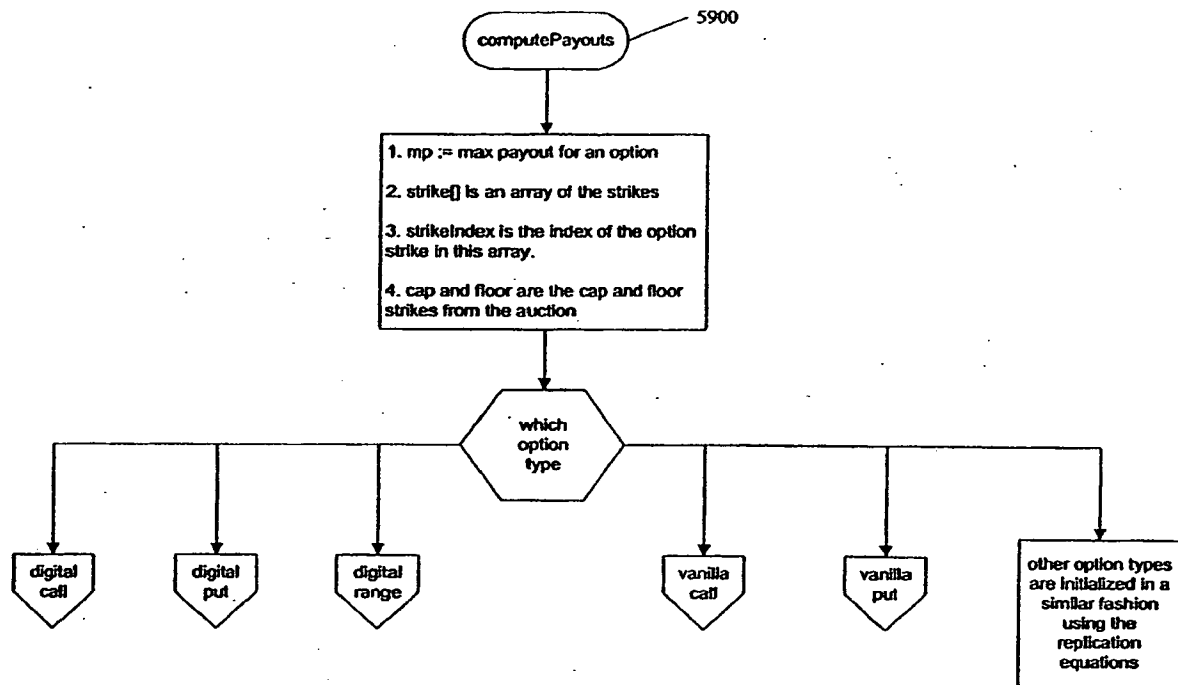 5900
computePayouts
1. mp := max payout for an option
2. strike[] is an array of the strikes
3. strikeIndex is the index of the option
strike in this array.
4. cap and floor are the cap and floor
strikes from the auction
which
option
type
digital
call
digital
put
digital
range
vanilla
call
vanilla
put
other option types
are initialized in a
similar fashion
using the
replication
equations